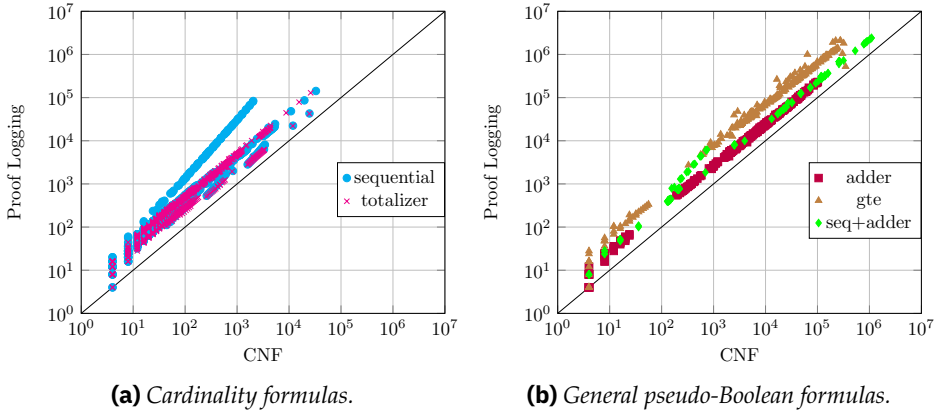 10^7
10^6
10^5
10^4
10^3
10^2
10^1
10^0
Proof Logging
sequential
totalizer
10^0 10^1 10^2 10^3 10^4 10^5 10^6 10^7
CNF
(a) Cardinality formulas.
10^7
10^6
10^5
10^4
10^3
10^2
10^1
10^0
Proof Logging
adder
gte
seq+adder
10^0 10^1 10^2 10^3 10^4 10^5 10^6 10^7
CNF
(b) General pseudo-Boolean formulas.